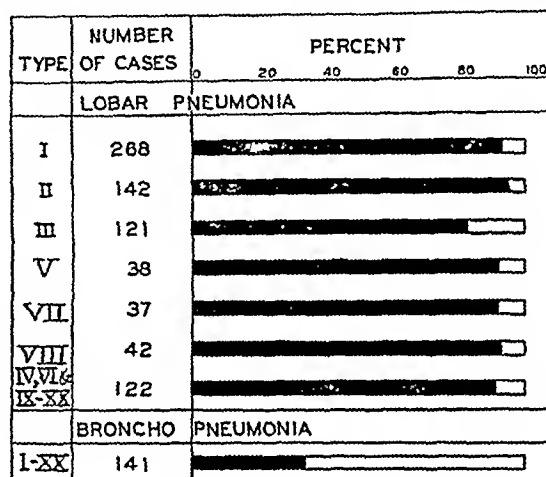 TYPE NUMBER OF CASES PERCENT
0 20 40 60 80 100
LOBAR PNEUMONIA
I 268
II 142
III 121
V 38
VII 37
VIII 42
IV, VI & IX-XX 122
BRONCHO PNEUMONIA
I-XX 141